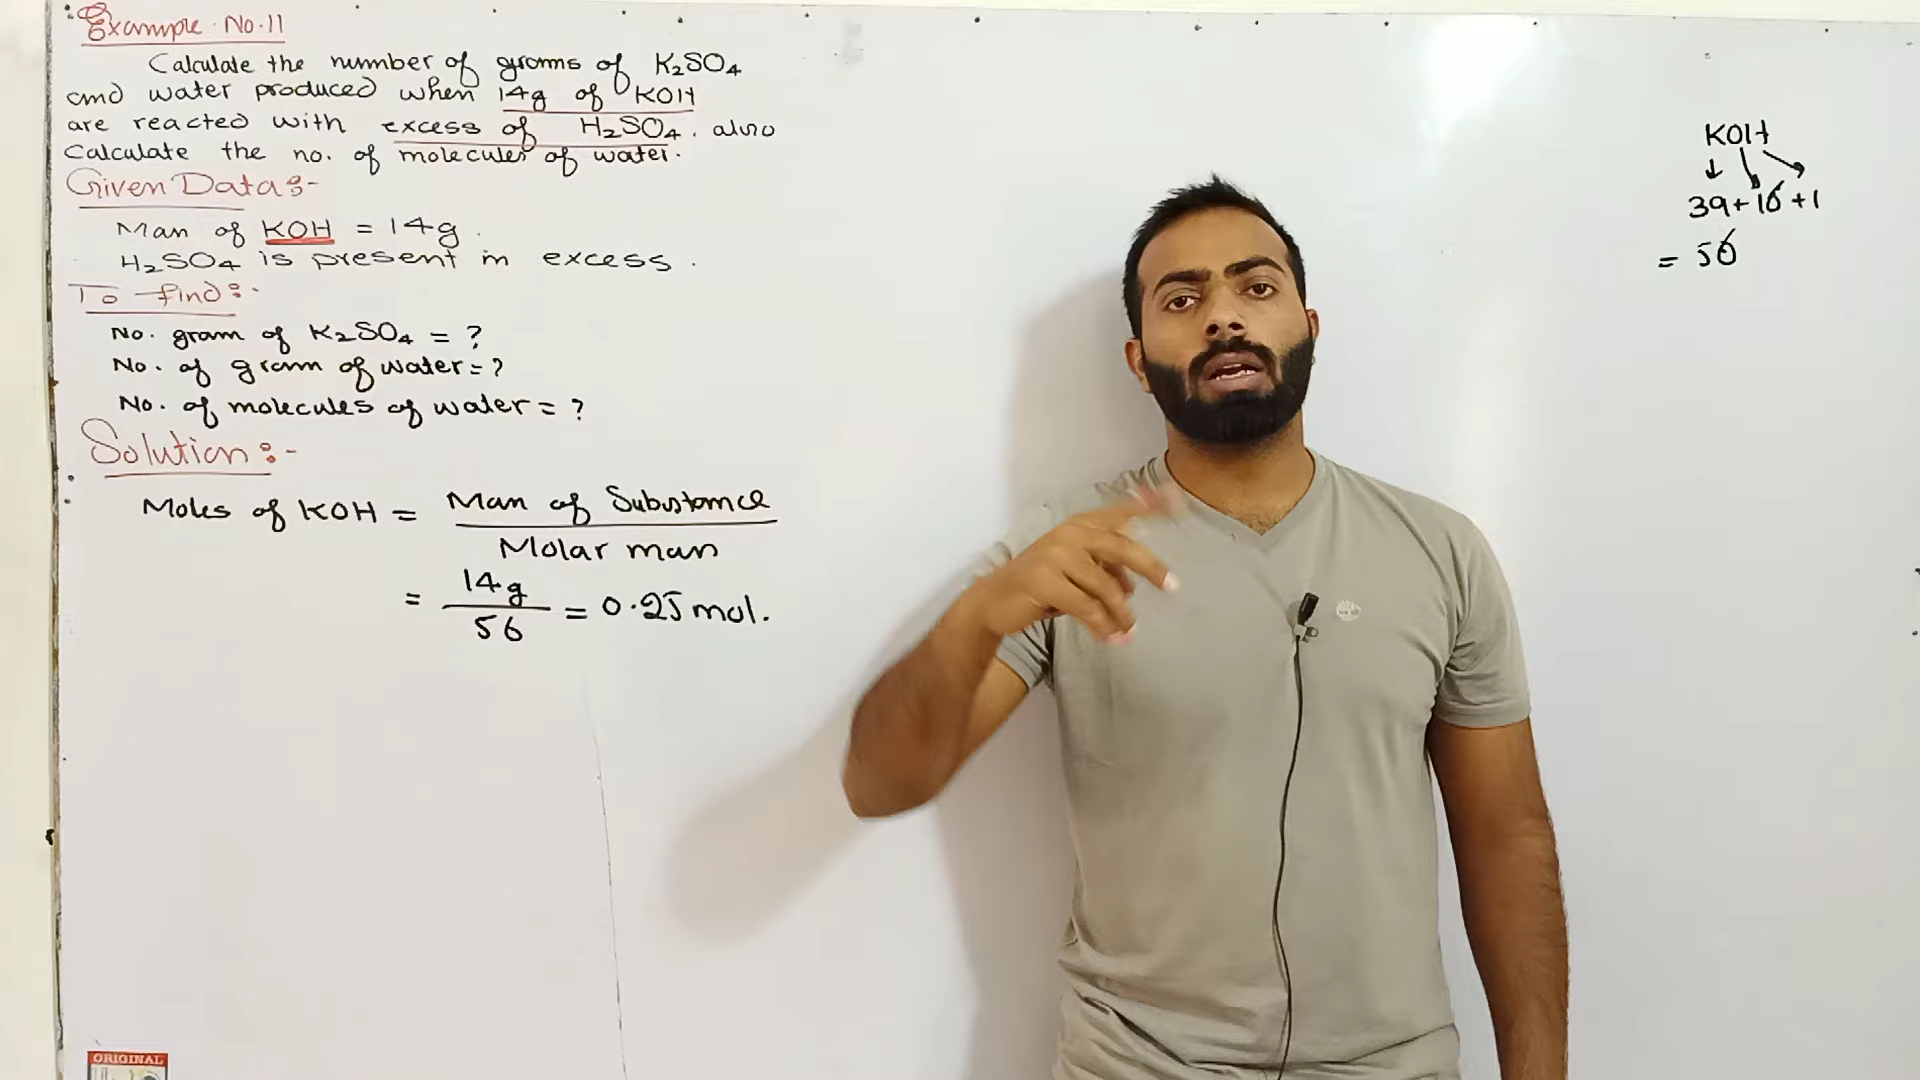 Example No.11
Calculate the number of grams of K₂SO₄
and water produced when 14g of KOH
are reacted with excess of H₂SO₄. also
Calculate the no. of molecules of water.
Given Data:-
Mass of KOH = 14g.
H₂SO₄ is present in excess.
To find:-
No. gram of K₂SO₄ = ?
No. of gram of water = ?
No. of molecules of water = ?
Solution:-
Moles of KOH = Mass of Substance
Molar mass
= 14g
56
= 0.25 mol.
KOH
39+16+1
= 56
ORIGINAL